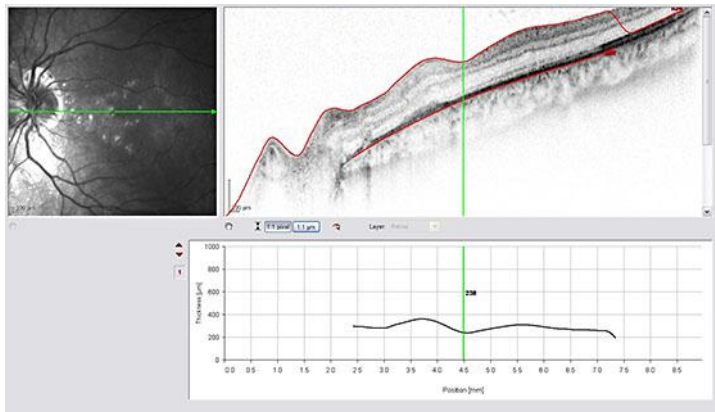 200 µm
200 µm
1:1 pixel
1:1 µm
Layer:
Retina
1
Thickness [µm]
1000
800
600
400
200
0
238
0.0 0.5 1.0 1.5 2.0 2.5 3.0 3.5 4.0 4.5 5.0 5.5 6.0 6.5 7.0 7.5 8.0 8.5
Position [mm]